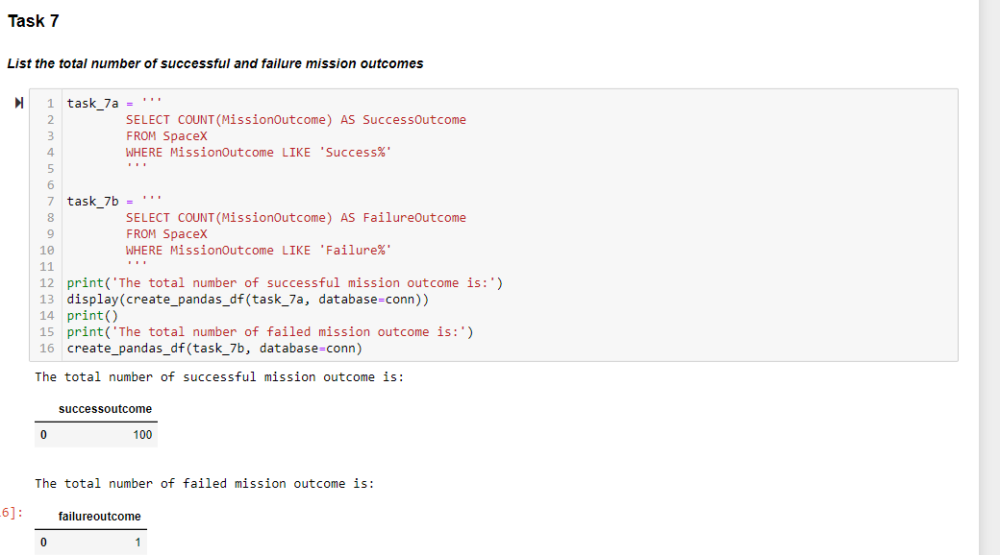 Task 7
List the total number of successful and failure mission outcomes
1 task_7a = '''
2 SELECT COUNT(MissionOutcome) AS SuccessOutcome
3 FROM SpaceX
4 WHERE MissionOutcome LIKE 'Success%'
5 '''
6
7 task_7b = '''
8 SELECT COUNT(MissionOutcome) AS FailureOutcome
9 FROM SpaceX
10 WHERE MissionOutcome LIKE 'Failure%'
11 '''
12 print('The total number of successful mission outcome is:')
13 display(create_pandas_df(task_7a, database=conn))
14 print()
15 print('The total number of failed mission outcome is:')
16 create_pandas_df(task_7b, database=conn)
The total number of successful mission outcome is:
successoutcome
0 100
The total number of failed mission outcome is:
6]:
failureoutcome
0 1